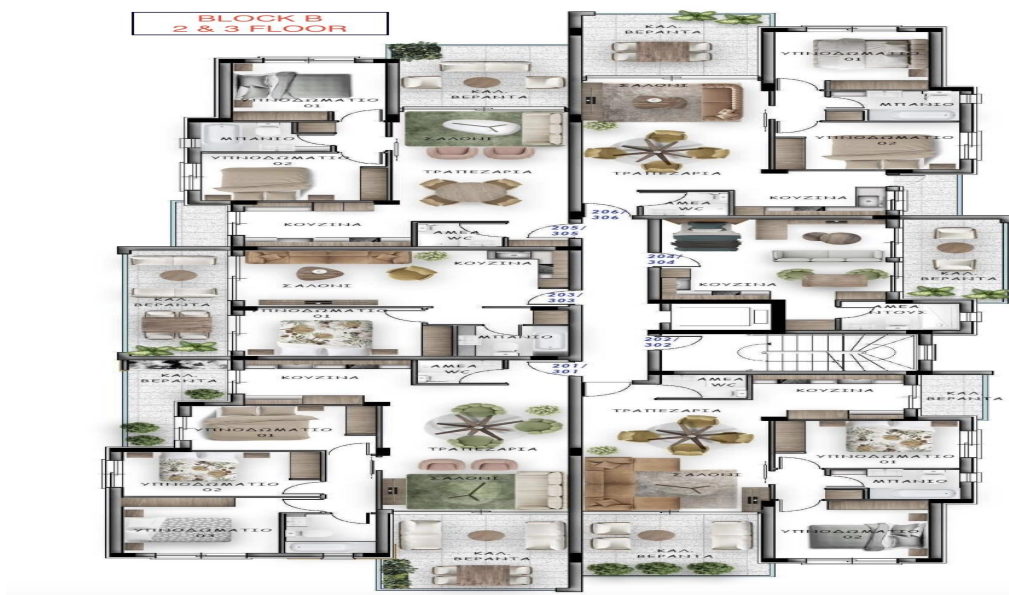 BLOCK B
2 & 3 FLOOR
ΚΑΛ.
ΒΕΡΑΝΤΑ
ΥΠΝΟΔΩΜΑΤΙΟ
01
ΚΑΛ.
ΒΕΡΑΝΤΑ
ΥΠΝΟΔΩΜΑΤΙΟ
01
ΣΑΛΟΝΙ
ΜΠΑΝΙΟ
ΜΠΑΝΙΟ
ΣΑΛΟΝΙ
ΥΠΝΟΔΩΜΑΤΙΟ
02
ΥΠΝΟΔΩΜΑΤΙΟ
02
ΤΡΑΠΕΖΑΡΙΑ
ΤΡΑΠΕΖΑΡΙΑ
ΚΟΥΖΙΝΑ
ΑΜΕΑ
WC
205/
305
206/
306
ΑΜΕΑ
WC
ΚΟΥΖΙΝΑ
ΚΟΥΖΙΝΑ
ΣΑΛΟΝΙ
203/
303
204/
304
ΚΟΥΖΙΝΑ
ΚΑΛ.
ΒΕΡΑΝΤΑ
ΚΑΛ.
ΒΕΡΑΝΤΑ
ΥΠΝΟΔΩΜΑΤΙΟ
01
ΜΠΑΝΙΟ
ΑΜΕΑ
ΝΤΟΥΣ
202/
302
ΚΑΛ.
ΒΕΡΑΝΤΑ
ΚΟΥΖΙΝΑ
ΑΜΕΑ
WC
201/
301
ΑΜΕΑ
WC
ΚΟΥΖΙΝΑ
ΚΑΛ.
ΒΕΡΑΝΤΑ
ΤΡΑΠΕΖΑΡΙΑ
ΥΠΝΟΔΩΜΑΤΙΟ
01
ΤΡΑΠΕΖΑΡΙΑ
ΥΠΝΟΔΩΜΑΤΙΟ
01
ΥΠΝΟΔΩΜΑΤΙΟ
02
ΣΑΛΟΝΙ
ΣΑΛΟΝΙ
ΜΠΑΝΙΟ
ΥΠΝΟΔΩΜΑΤΙΟ
03
ΥΠΝΟΔΩΜΑΤΙΟ
02
ΚΑΛ.
ΒΕΡΑΝΤΑ
ΚΑΛ.
ΒΕΡΑΝΤΑ